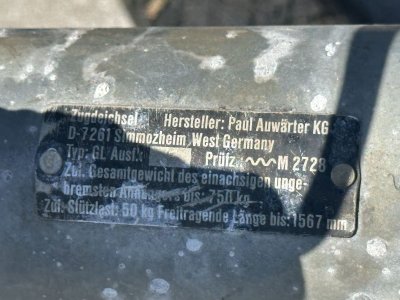 Zugdeichsel Hersteller: Paul Auwärter KG
D-7261 Simmozheim, West Germany
Typ: GL Ausf.: Prüfz. M 2728
Zul. Gesamtgewicht des einachsigen unge-
bremsten Anhängers bis: 750 kg
Zul. Stützlast: 50 kg Freitragende Länge bis: 1567 mm